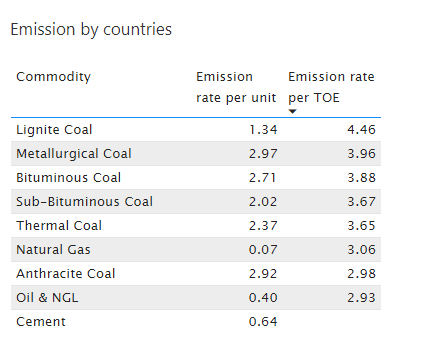 Emission by countries
Commodity Emission rate per unit Emission rate per TOE
Lignite Coal 1.34 4.46
Metallurgical Coal 2.97 3.96
Bituminous Coal 2.71 3.88
Sub-Bituminous Coal 2.02 3.67
Thermal Coal 2.37 3.65
Natural Gas 0.07 3.06
Anthracite Coal 2.92 2.98
Oil & NGL 0.40 2.93
Cement 0.64